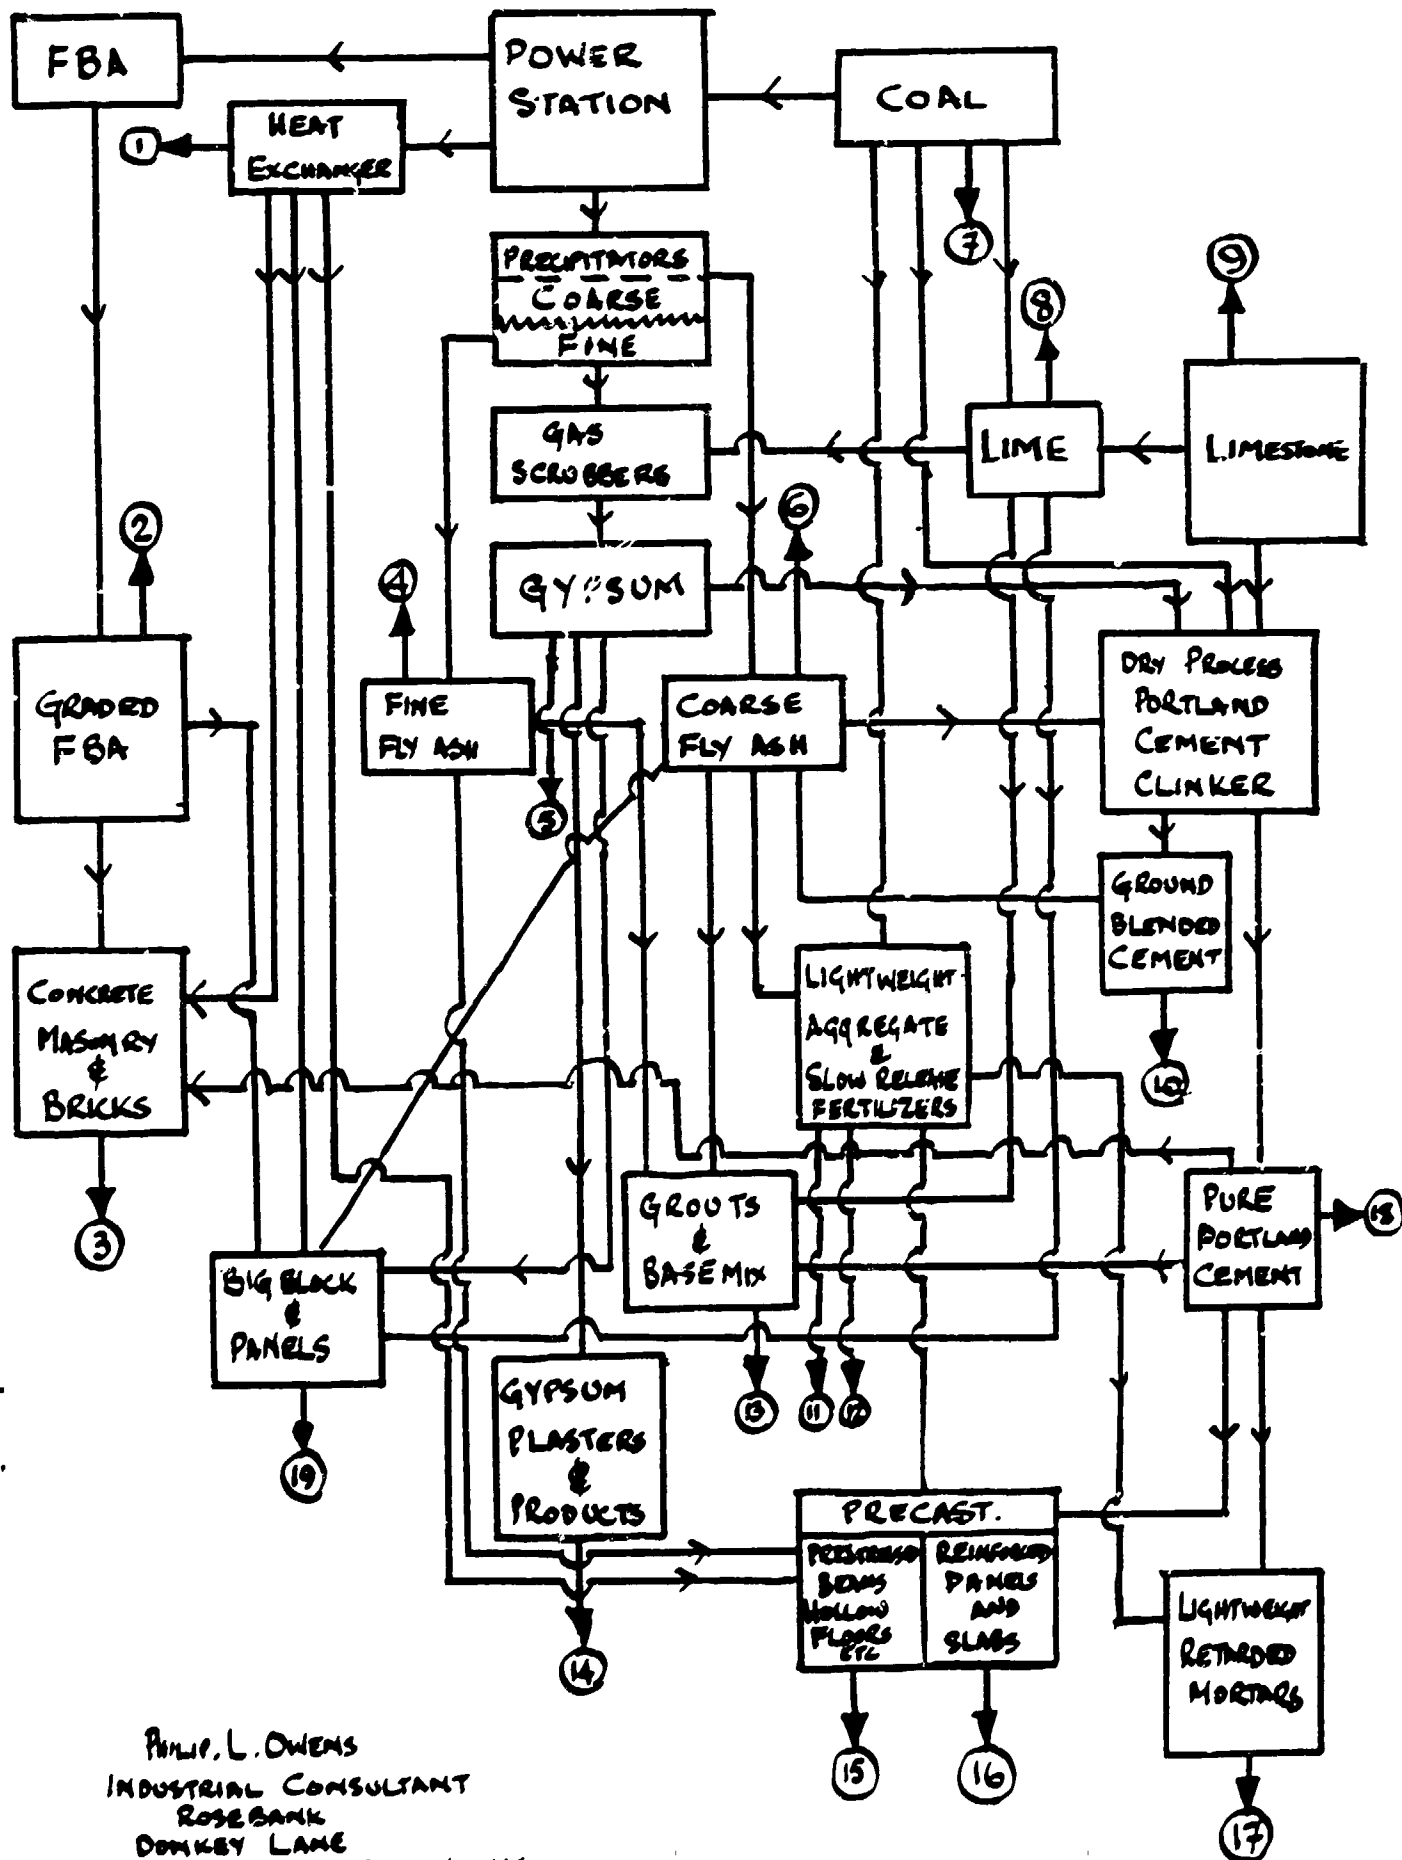 FBA
POWER
STATION
COAL
HEAT
EXCHANGER
1
PRECIPITATORS
COARSE
FINE
7
9
8
GAS
SCRUBBERS
LIME
LIMESTONE
2
6
4
GYPSUM
GRADED
FBA
FINE
FLY ASH
COARSE
FLY ASH
DRY PROCESS
PORTLAND
CEMENT
CLINKER
5
GROUND
BLENDED
CEMENT
CONCRETE
MASONRY
&
BRICKS
LIGHTWEIGHT
AGGREGATE
&
SLOW RELEASE
FERTILIZERS
10
3
GROUTS
&
BASE MIX
PURE
PORTLAND
CEMENT
18
BIG BLOCK
&
PANELS
13
11
12
19
GYPSUM
PLASTERS
&
PRODUCTS
PRECAST.
PRESTRESSED
BEAMS
HOLLOW
FLOORS
ETC
REINFORCED
PANELS
AND
SLABS
LIGHTWEIGHT
RETARDED
MORTARS
14
15
16
17
PHILIP. L. OWENS
INDUSTRIAL CONSULTANT
ROSEBANK
DONKEY LANE